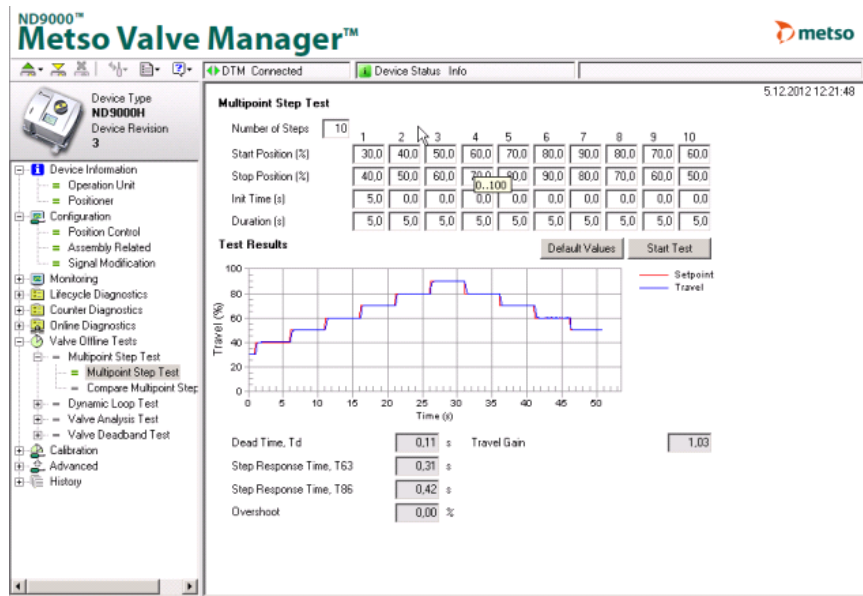 ND9000™
Metso Valve Manager™
metso
DTM Connected
Device Status Info
5.12.2012 12:21:48
Device Type
ND9000H
Device Revision
3
Device Information
Operation Unit
Positioner
Configuration
Position Control
Assembly Related
Signal Modification
Monitoring
Lifecycle Diagnostics
Counter Diagnostics
Online Diagnostics
Valve Offline Tests
Multipoint Step Test
Multipoint Step Test
Compare Multipoint Step
Dynamic Loop Test
Valve Analysis Test
Valve Deadband Test
Calibration
Advanced
History
Multipoint Step Test
Number of Steps 10
1 2 3 4 5 6 7 8 9 10
Start Position (%) 30,0 40,0 50,0 60,0 70,0 80,0 90,0 80,0 70,0 60,0
Stop Position (%) 40,0 50,0 60,0 80,0 90,0 80,0 70,0 60,0 50,0
0..100
Init Time (s) 5,0 0,0 0,0 0,0 0,0 0,0 0,0 0,0 0,0 0,0
Duration (s) 5,0 5,0 5,0 5,0 5,0 5,0 5,0 5,0 5,0 5,0
Test Results
Default Values
Start Test
Setpoint
Travel
Travel (%)
100
80
60
40
20
0
0 5 10 15 20 25 30 35 40 45 50
Time (s)
Dead Time, Td 0,11 s
Travel Gain 1,03
Step Response Time, T63 0,31 s
Step Response Time, T86 0,42 s
Overshoot 0,00 %